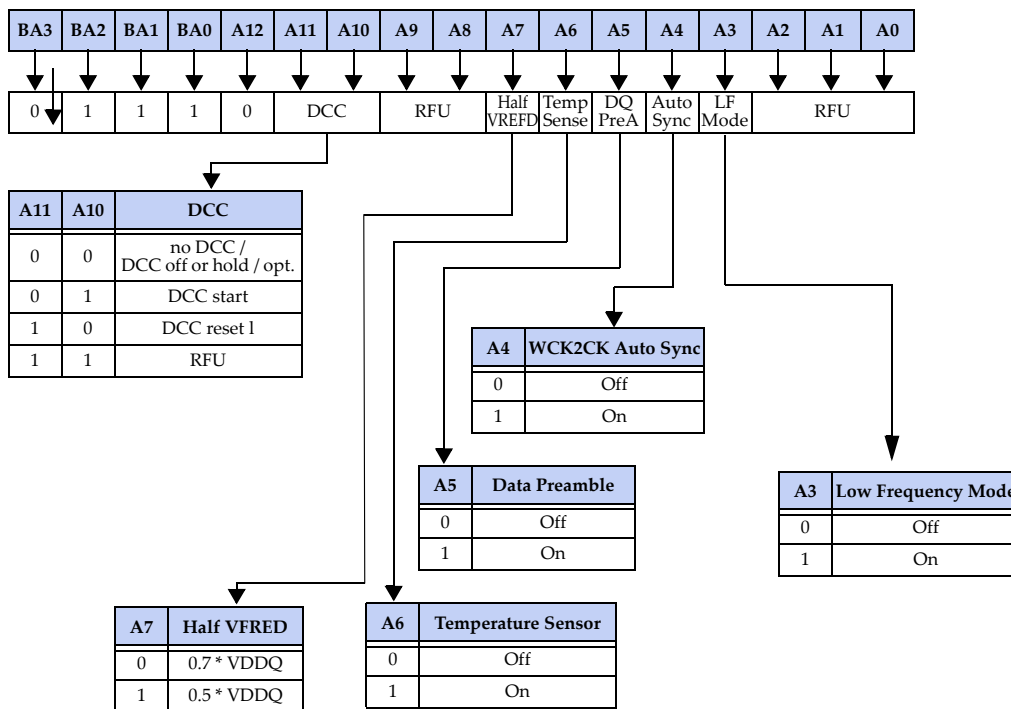 BA3 BA2 BA1 BA0 A12 A11 A10 A9 A8 A7 A6 A5 A4 A3 A2 A1 A0
0 1 1 1 0 DCC RFU Half VREFD Temp Sense DQ PreA Auto Sync LF Mode RFU
A11 A10 DCC
0 0 no DCC /
DCC off or hold / opt.
0 1 DCC start
1 0 DCC reset l
1 1 RFU
A4 WCK2CK Auto Sync
0 Off
1 On
A5 Data Preamble
0 Off
1 On
A3 Low Frequency Mode
0 Off
1 On
A7 Half VFRED
0 0.7 * VDDQ
1 0.5 * VDDQ
A6 Temperature Sensor
0 Off
1 On